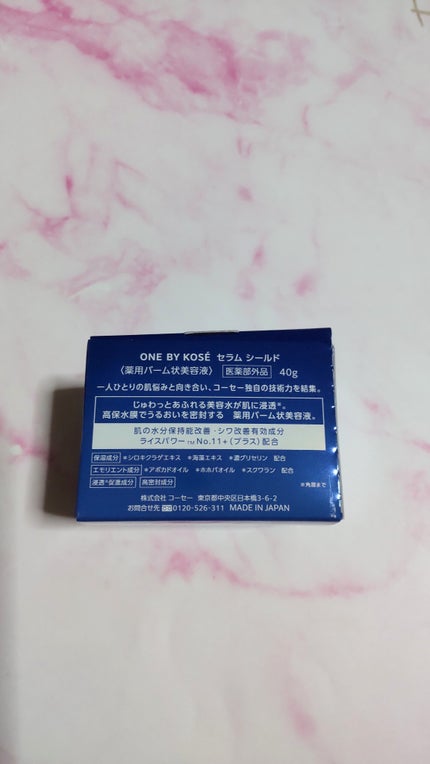 ONE BY KOSÉ セラム シールド
〈薬用バーム状美容液〉 医薬部外品 40g
一人ひとりの肌悩みと向き合い、コーセー独自の技術力を結集。
じゅわっとあふれる美容水が肌に浸透*。
高保水膜でうるおいを密封する 薬用バーム状美容液。
肌の水分保持能改善・シワ改善有効成分
ライスパワー™No.11+(プラス)配合
保湿成分 *シロキクラゲエキス *海藻エキス *濃グリセリン 配合
エモリエント成分 *アボカドオイル *ホホバオイル *スクワラン 配合
浸透*促進成分 高密封成分 *角層まで
株式会社 コーセー 東京都中央区日本橋3-6-2
お問合せ先 0120-526-311 MADE IN JAPAN